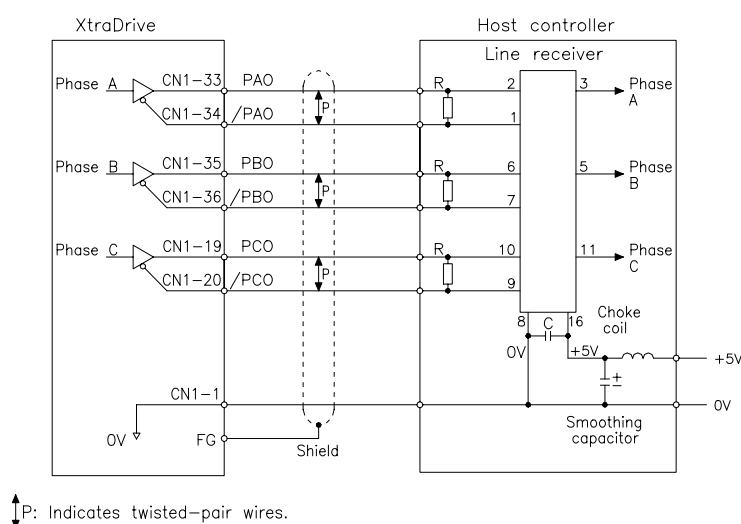 XtraDrive
Host controller
Line receiver
Phase A
CN1-33
PAO
R
2
3
Phase A
CN1-34
/PAO
P
1
Phase B
CN1-35
PBO
R
6
5
Phase B
CN1-36
/PBO
P
7
Phase C
CN1-19
PCO
R
10
11
Phase C
CN1-20
/PCO
P
9
8
C
16
Choke
coil
0V
+5V
+5V
±
CN1-1
0V
0V
FG
Shield
Smoothing
capacitor
P: Indicates twisted-pair wires.